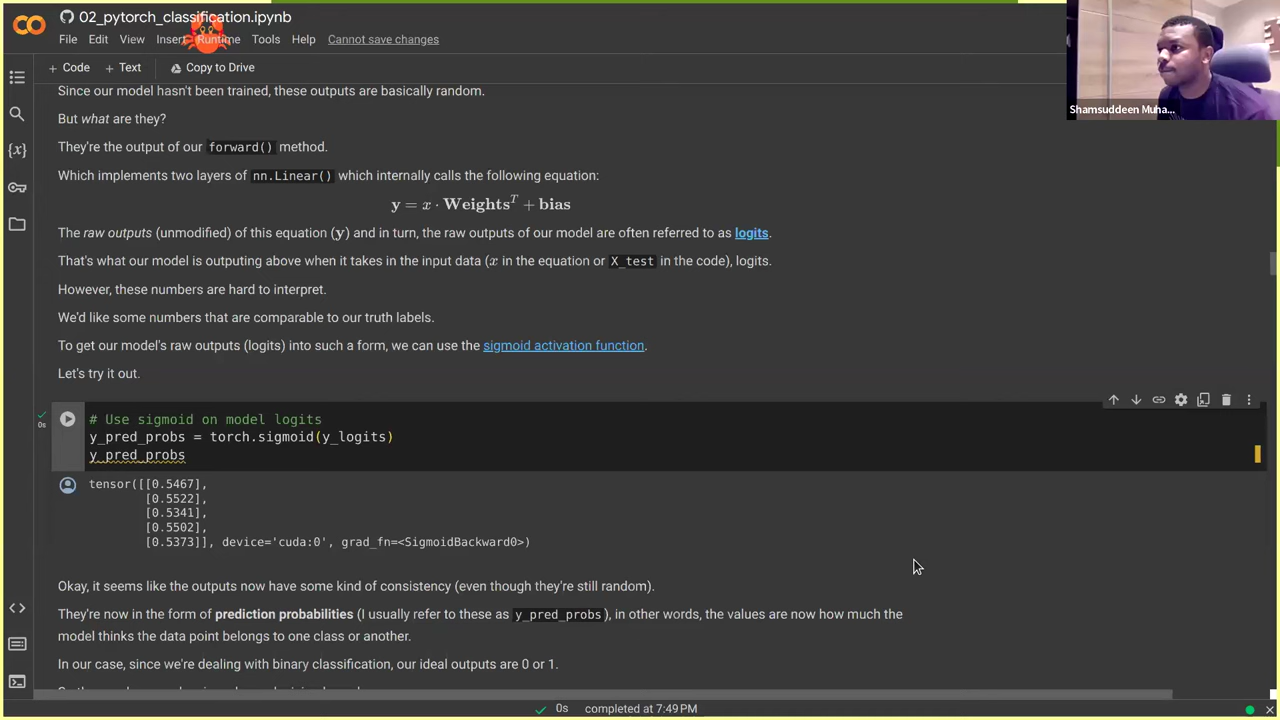 02_pytorch_classification.ipynb
File Edit View Insert Runtime Tools Help Cannot save changes
+ Code + Text Copy to Drive
Shamsuddeen Muha...
Since our model hasn't been trained, these outputs are basically random.
But what are they?
They're the output of our forward() method.
Which implements two layers of nn.Linear() which internally calls the following equation:
y = x · Weights^T + bias
The raw outputs (unmodified) of this equation (y) and in turn, the raw outputs of our model are often referred to as logits.
That's what our model is outputing above when it takes in the input data (x in the equation or X_test in the code), logits.
However, these numbers are hard to interpret.
We'd like some numbers that are comparable to our truth labels.
To get our model's raw outputs (logits) into such a form, we can use the sigmoid activation function.
Let's try it out.
0s
# Use sigmoid on model logits
y_pred_probs = torch.sigmoid(y_logits)
y_pred_probs
tensor([[0.5467],
[0.5522],
[0.5341],
[0.5502],
[0.5373]], device='cuda:0', grad_fn=<SigmoidBackward0>)
Okay, it seems like the outputs now have some kind of consistency (even though they're still random).
They're now in the form of prediction probabilities (I usually refer to these as y_pred_probs), in other words, the values are now how much the
model thinks the data point belongs to one class or another.
In our case, since we're dealing with binary classification, our ideal outputs are 0 or 1.
0s completed at 7:49 PM